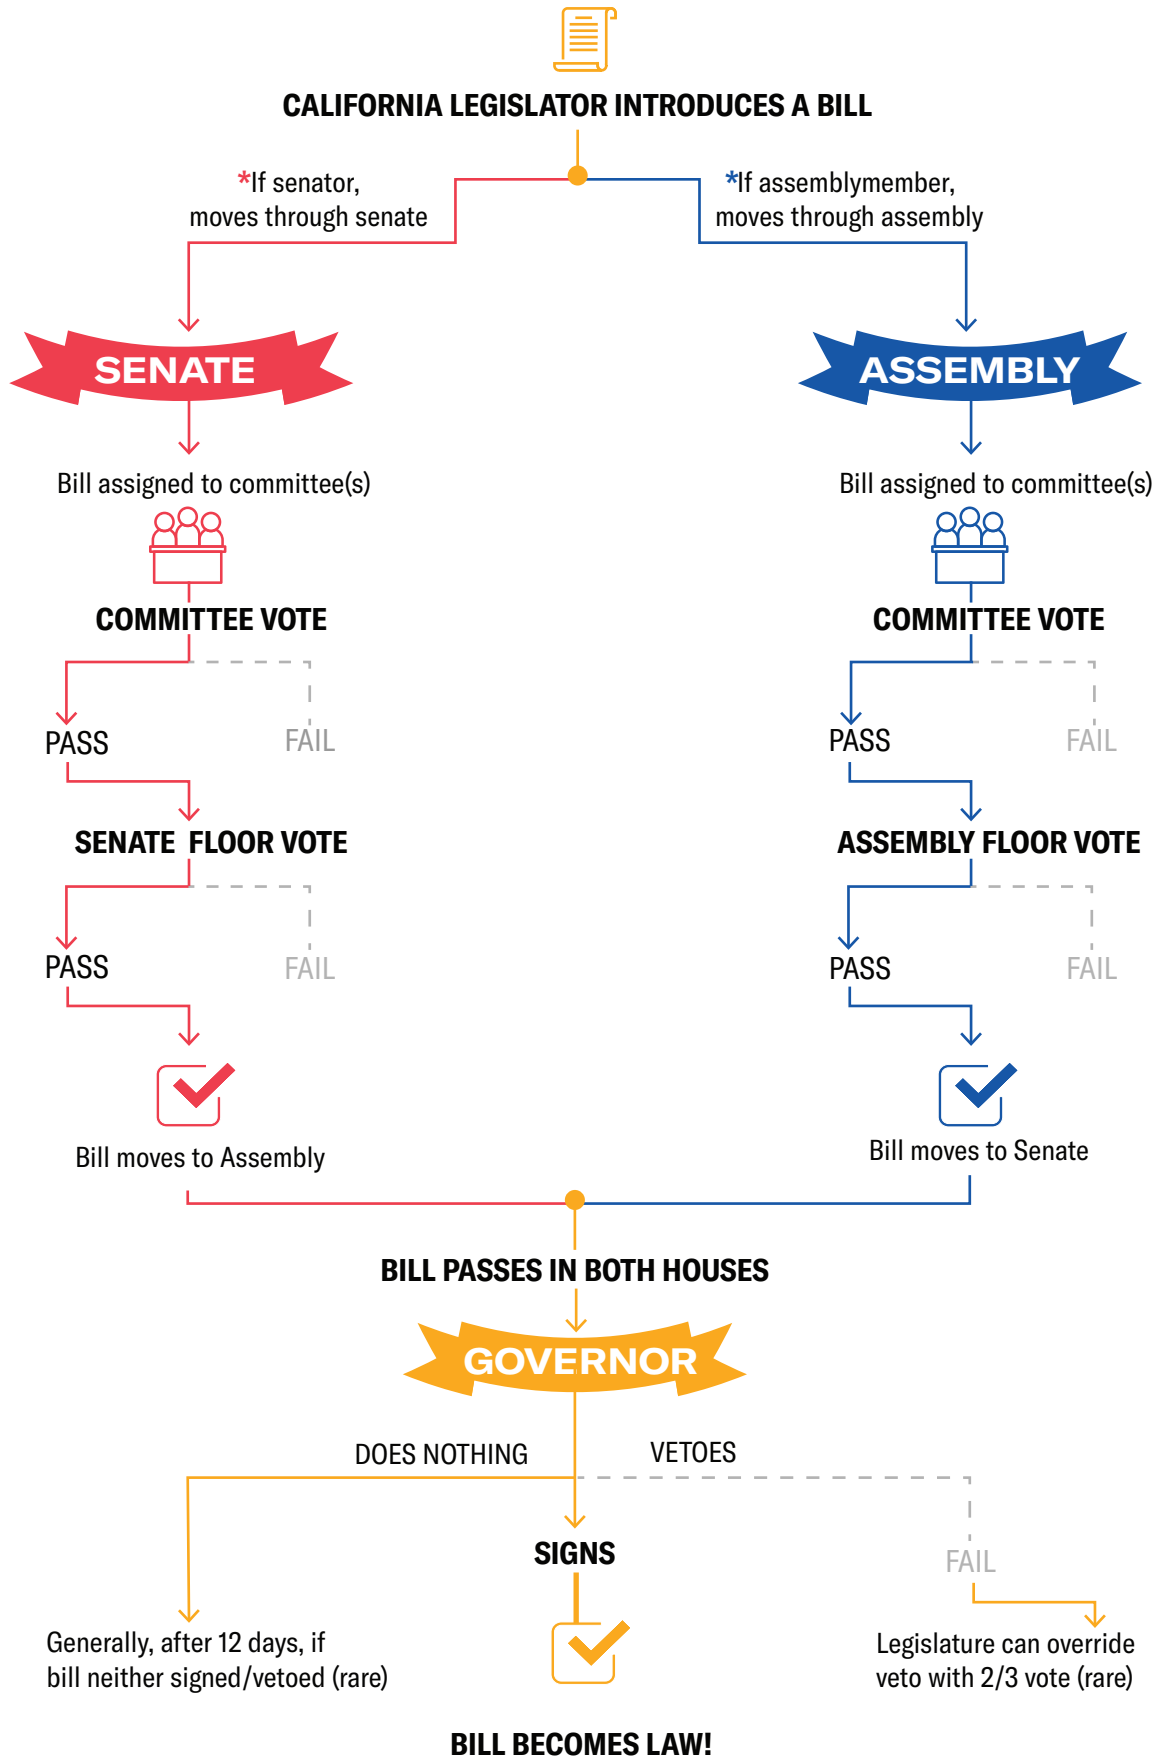 CALIFORNIA LEGISLATOR INTRODUCES A BILL
*If senator,
moves through senate
*If assemblymember,
moves through assembly
SENATE
ASSEMBLY
Bill assigned to committee(s)
Bill assigned to committee(s)
COMMITTEE VOTE
COMMITTEE VOTE
PASS
FAIL
PASS
FAIL
SENATE FLOOR VOTE
ASSEMBLY FLOOR VOTE
PASS
FAIL
PASS
FAIL
Bill moves to Assembly
Bill moves to Senate
BILL PASSES IN BOTH HOUSES
GOVERNOR
DOES NOTHING
VETOES
SIGNS
FAIL
Generally, after 12 days, if
bill neither signed/vetoed (rare)
Legislature can override
veto with 2/3 vote (rare)
BILL BECOMES LAW!